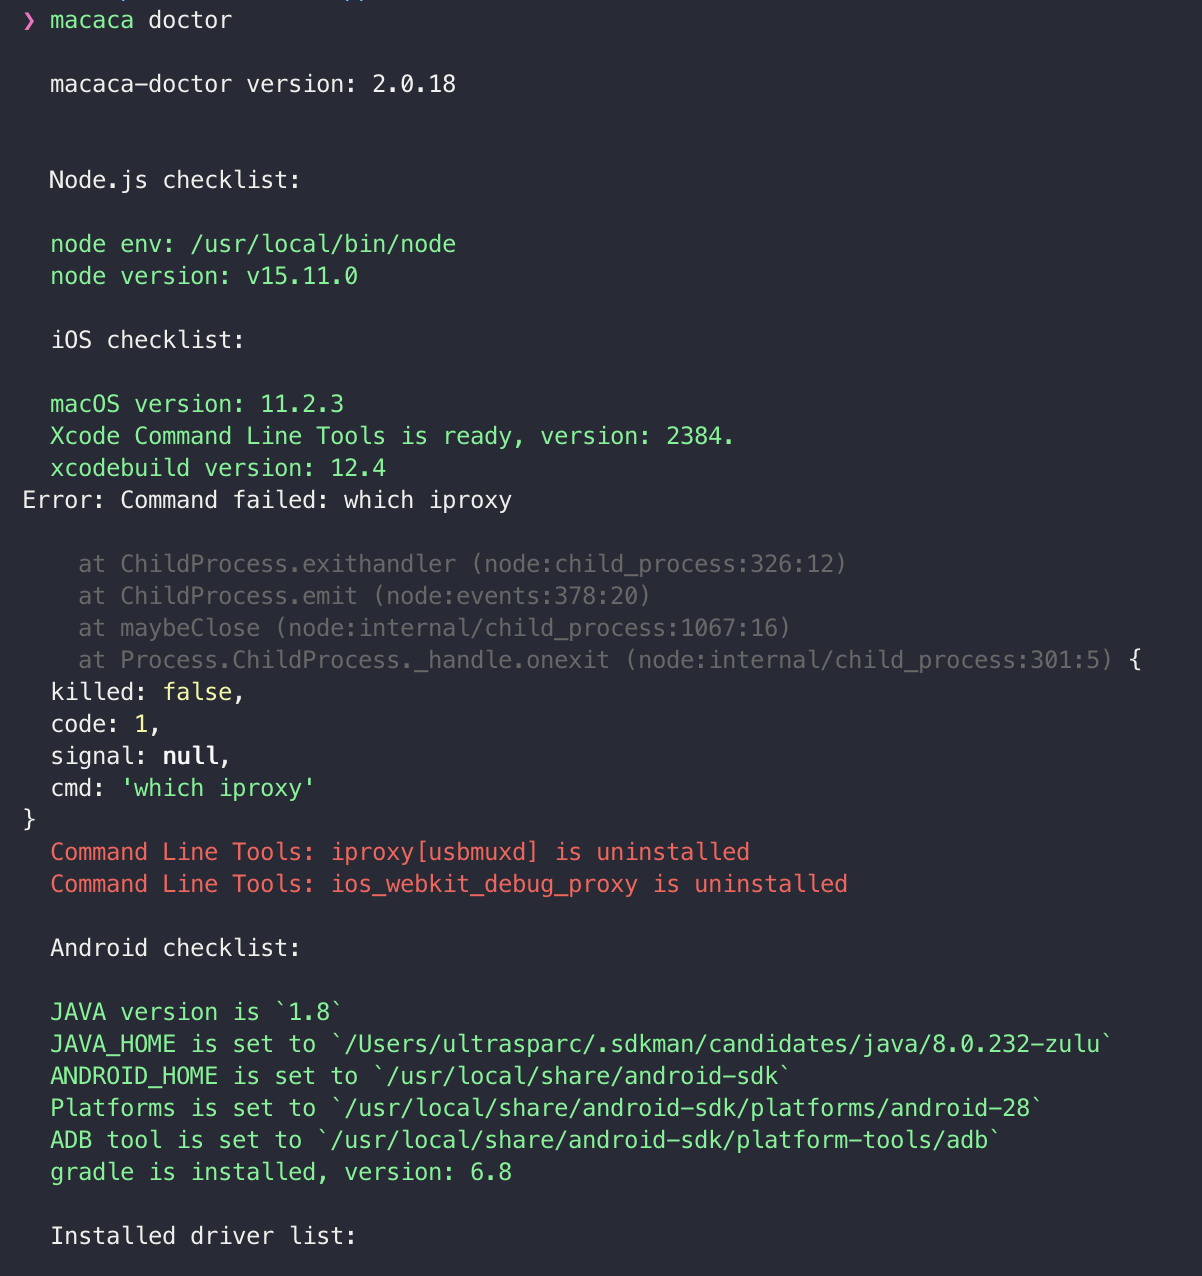 ❯ macaca doctor
macaca-doctor version: 2.0.18
Node.js checklist:
node env: /usr/local/bin/node
node version: v15.11.0
iOS checklist:
macOS version: 11.2.3
Xcode Command Line Tools is ready, version: 2384.
xcodebuild version: 12.4
Error: Command failed: which iproxy
at ChildProcess.exithandler (node:child_process:326:12)
at ChildProcess.emit (node:events:378:20)
at maybeClose (node:internal/child_process:1067:16)
at Process.ChildProcess._handle.onexit (node:internal/child_process:301:5) {
killed: false,
code: 1,
signal: null,
cmd: 'which iproxy'
}
Command Line Tools: iproxy[usbmuxd] is uninstalled
Command Line Tools: ios_webkit_debug_proxy is uninstalled
Android checklist:
JAVA version is `1.8`
JAVA_HOME is set to `/Users/ultrasparc/.sdkman/candidates/java/8.0.232-zulu`
ANDROID_HOME is set to `/usr/local/share/android-sdk`
Platforms is set to `/usr/local/share/android-sdk/platforms/android-28`
ADB tool is set to `/usr/local/share/android-sdk/platform-tools/adb`
gradle is installed, version: 6.8
Installed driver list: